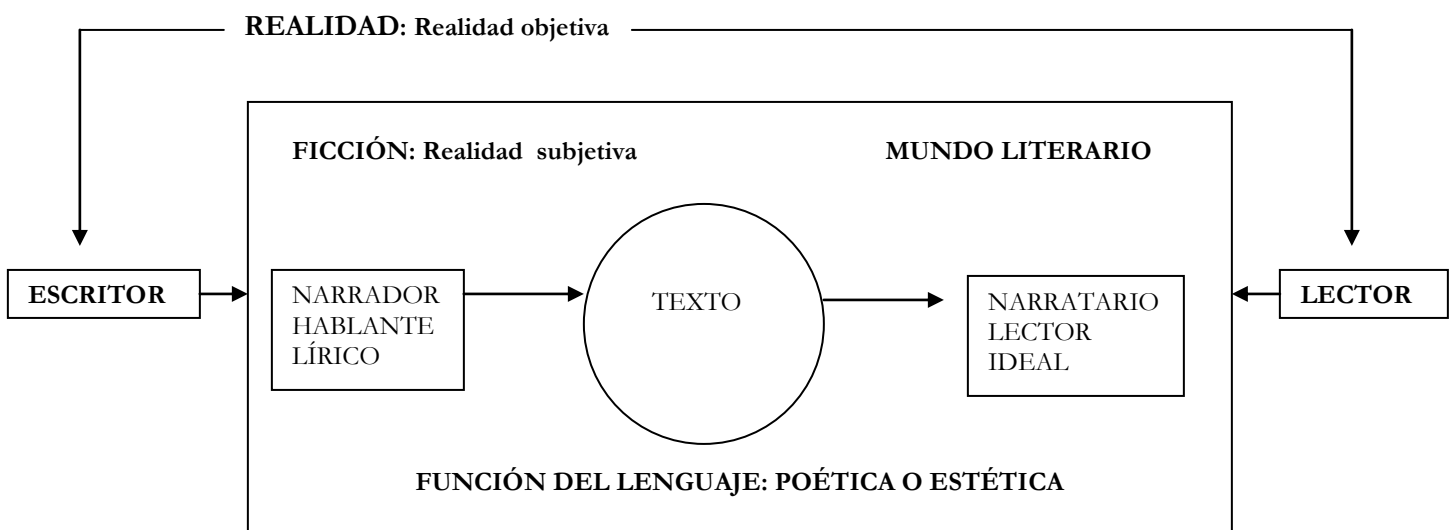 REALIDAD: Realidad objetiva
FICCIÓN: Realidad subjetiva
MUNDO LITERARIO
ESCRITOR
NARRADOR
HABLANTE
LÍRICO
TEXTO
NARRATARIO
LECTOR
IDEAL
LECTOR
FUNCIÓN DEL LENGUAJE: POÉTICA O ESTÉTICA